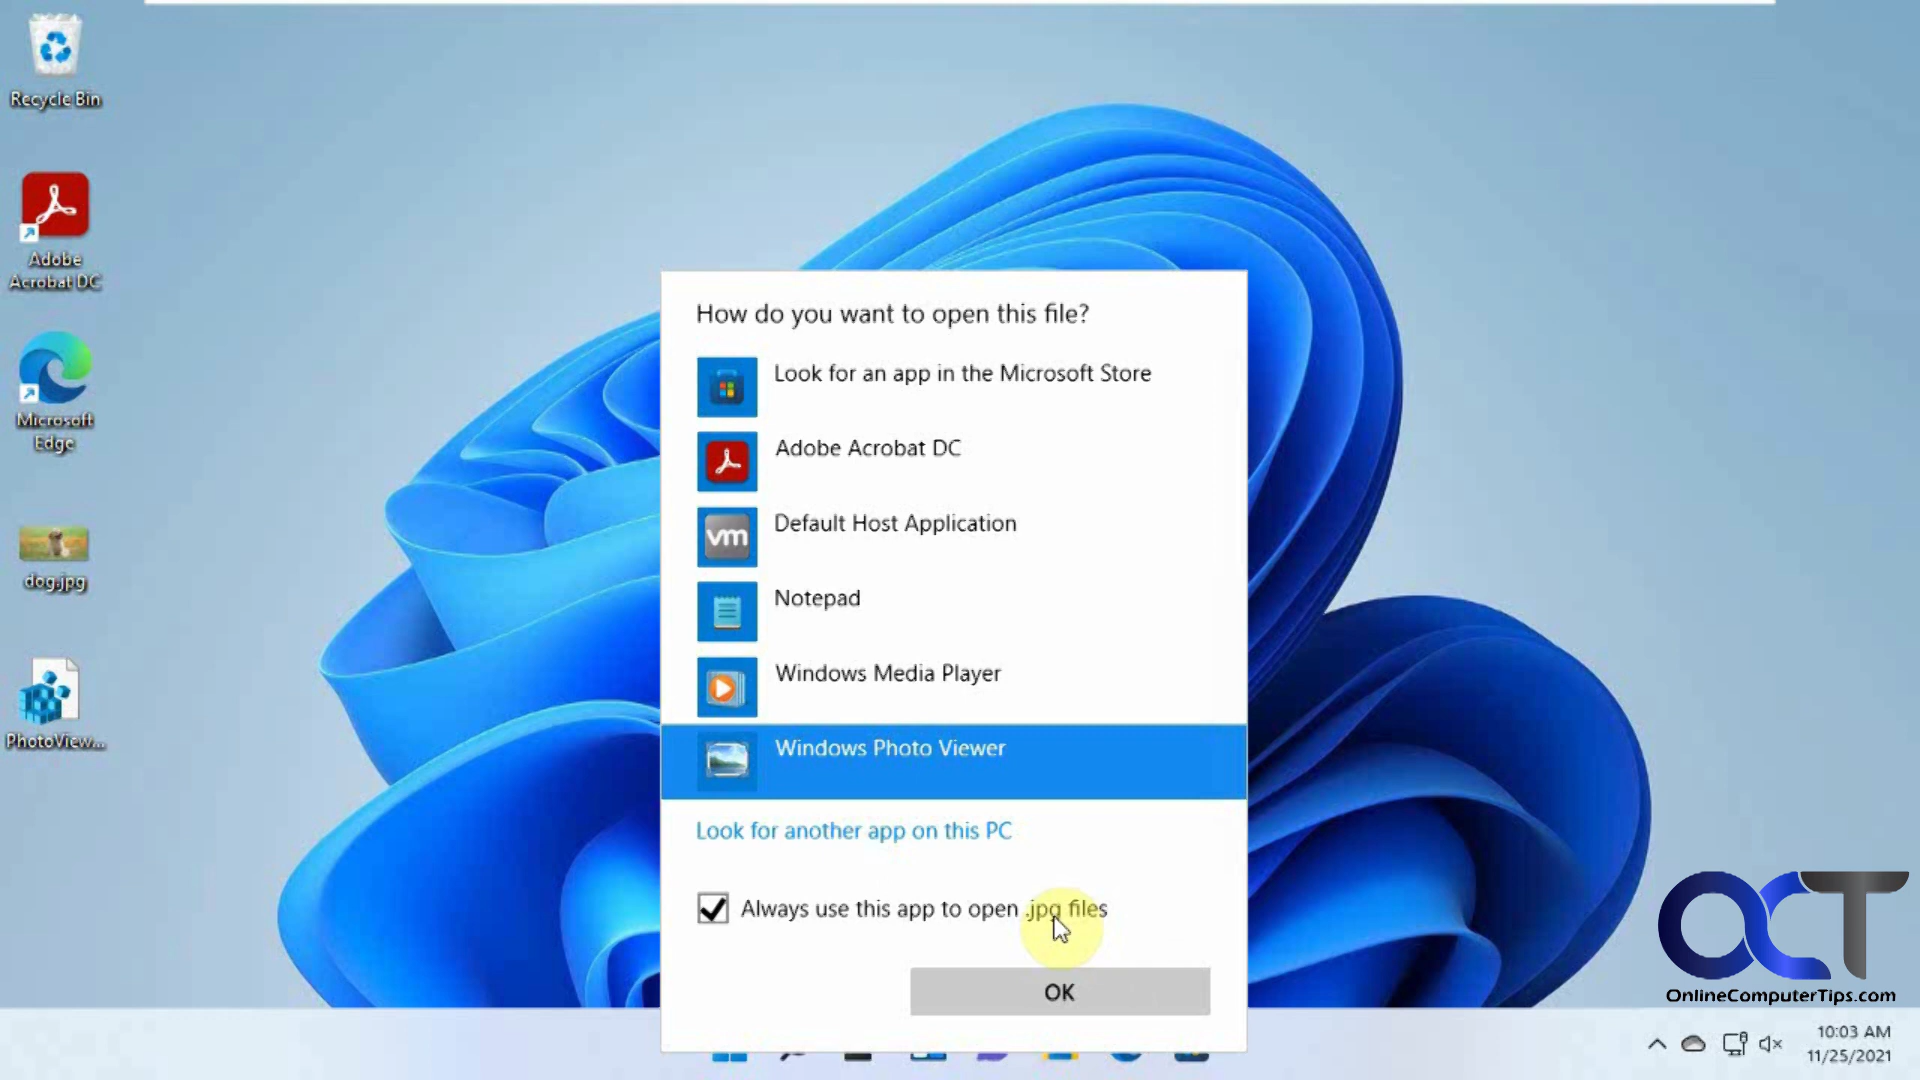 Recycle Bin
Adobe
Acrobat DC
Microsoft
Edge
dog.jpg
PhotoView...
How do you want to open this file?
Look for an app in the Microsoft Store
Adobe Acrobat DC
vm
Default Host Application
Notepad
Windows Media Player
Windows Photo Viewer
Look for another app on this PC
Always use this app to open .jpg files
OK
OCT
OnlineComputerTips.com
10:03 AM
11/25/2021